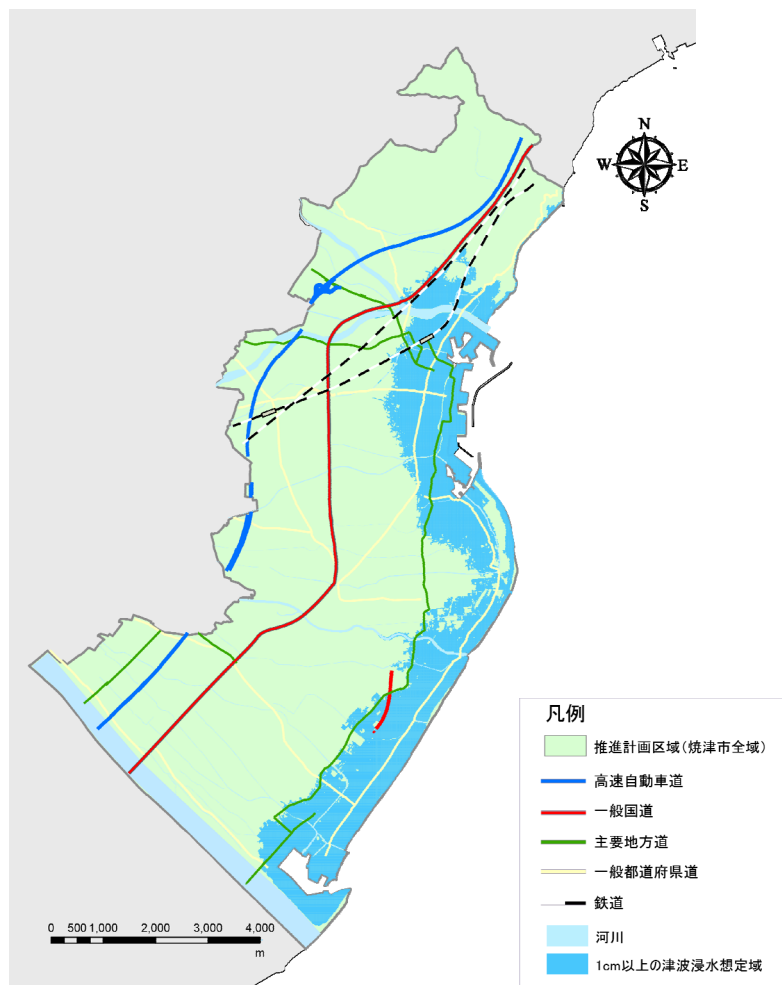 N
W E
S
凡例
推進計画区域(焼津市全域)
高速自動車道
一般国道
主要地方道
一般都道府県道
鉄道
河川
1cm以上の津波浸水想定域
0 500 1,000 2,000 3,000 4,000
m